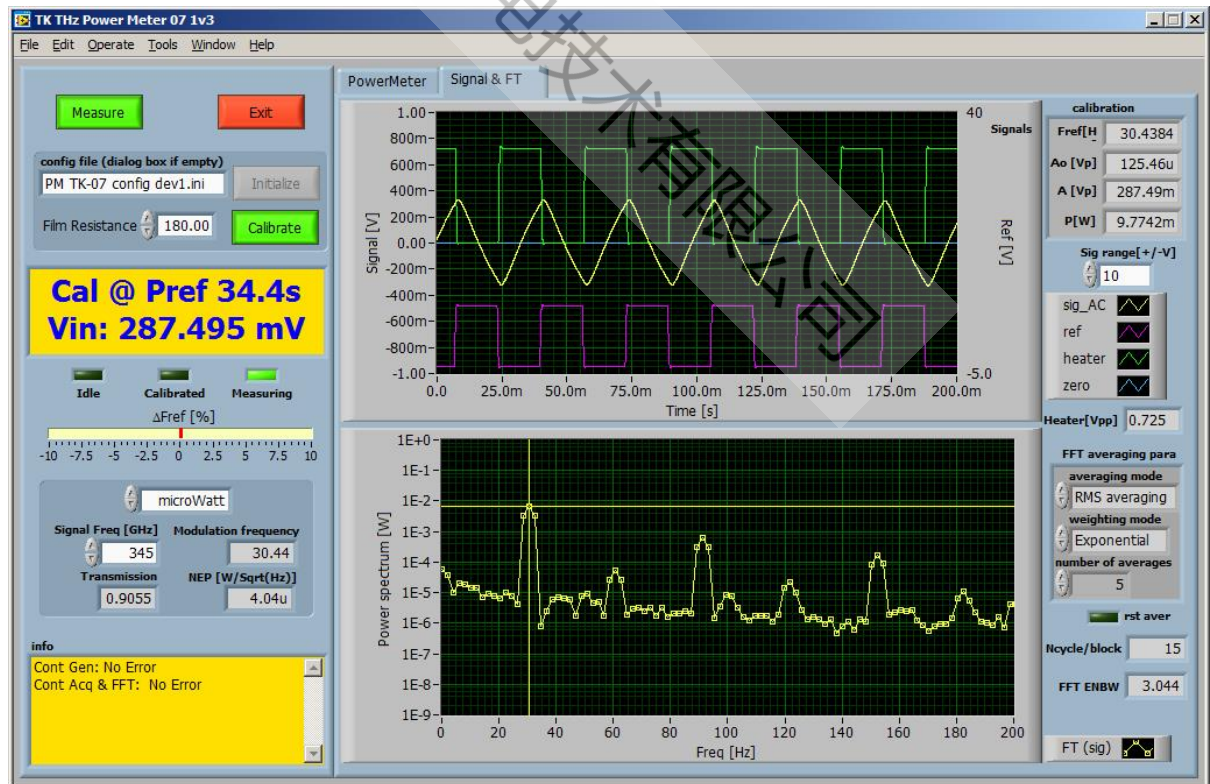 TK THz Power Meter 07 1v3
File Edit Operate Tools Window Help
Measure
Exit
config file (dialog box if empty)
PM TK-07 config dev1.ini
Initialize
Film Resistance 180.00
Calibrate
Cal @ Pref 34.4s
Vin: 287.495 mV
Idle Calibrated Measuring
ΔFref [%]
-10 -7.5 -5 -2.5 0 2.5 5 7.5 10
microWatt
Signal Freq [GHz] Modulation frequency
345 30.44
Transmission NEP [W/Sqrt(Hz)]
0.9055 4.04u
info
Cont Gen: No Error
Cont Acq & FFT: No Error
PowerMeter Signal & FT
1.00
800m
600m
400m
200m
0.00
-200m
-400m
-600m
-800m
-1.00
Signal [V]
40
Signals
Ref [V]
-5.0
0.0 25.0m 50.0m 75.0m 100.0m 125.0m 150.0m 175.0m 200.0m
Time [s]
1E+0
1E-1
1E-2
1E-3
1E-4
1E-5
1E-6
1E-7
1E-8
1E-9
Power spectrum [W]
0 20 40 60 80 100 120 140 160 180 200
Freq [Hz]
calibration
Fref[H 30.4384
Ao [Vp] 125.46u
A [Vp] 287.49m
P[W] 9.7742m
Sig range[+/-V]
10
sig_AC
ref
heater
zero
Heater[Vpp] 0.725
FFT averaging para
averaging mode
RMS averaging
weighting mode
Exponential
number of averages
5
rst aver
Ncycle/block 15
FFT ENBW 3.044
FT (sig)
电技术有限公司